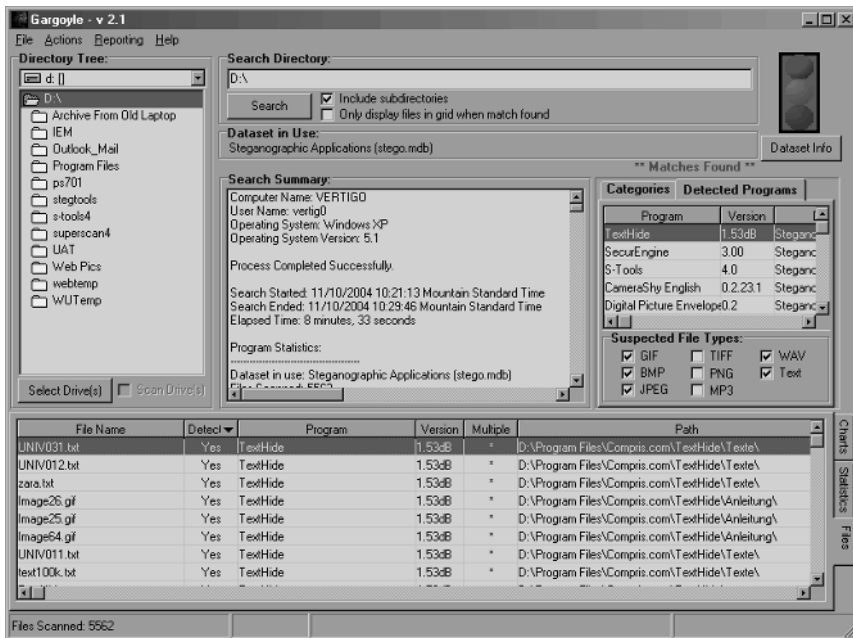 Gargoyle - v 2.1
File Actions Reporting Help
Directory Tree:
d: []
D:\
Archive From Old Laptop
IEM
Outlook_Mail
Program Files
ps701
stegtools
s-tools4
superscan4
UAT
Web Pics
webtemp
WUTemp
Select Drive(s)
Scan Drive(s)
Search Directory:
D:\
Search
Include subdirectories
Only display files in grid when match found
Dataset in Use:
Steganographic Applications (stego.mdb)
Dataset Info
Search Summary:
Computer Name: VERTIGO
User Name: vertig0
Operating System: Windows XP
Operating System Version: 5.1
Process Completed Successfully.
Search Started: 11/10/2004 10:21:13 Mountain Standard Time
Search Ended: 11/10/2004 10:29:46 Mountain Standard Time
Elapsed Time: 8 minutes, 33 seconds
Program Statistics:
Dataset in use: Steganographic Applications (stego.mdb)
Files Scanned: 5562
** Matches Found **
Categories Detected Programs
Program Version
TextHide 1.53dB Steganc
SecurEngine 3.00 Steganc
S-Tools 4.0 Steganc
CameraShy English 0.2.23.1 Steganc
Digital Picture Envelope 0.2 Steganc
Suspected File Types:
GIF TIFF WAV
BMP PNG Text
JPEG MP3
File Name Detect Program Version Multiple Path
UNIV031.txt Yes TextHide 1.53dB * D:\Program Files\Compris.com\TextHide\Texte\
UNIV012.txt Yes TextHide 1.53dB * D:\Program Files\Compris.com\TextHide\Texte\
zara.txt Yes TextHide 1.53dB * D:\Program Files\Compris.com\TextHide\Texte\
Image26.gif Yes TextHide 1.53dB * D:\Program Files\Compris.com\TextHide\Anleitung\
Image25.gif Yes TextHide 1.53dB * D:\Program Files\Compris.com\TextHide\Anleitung\
Image64.gif Yes TextHide 1.53dB * D:\Program Files\Compris.com\TextHide\Anleitung\
UNIV011.txt Yes TextHide 1.53dB * D:\Program Files\Compris.com\TextHide\Texte\
text100k.txt Yes TextHide 1.53dB * D:\Program Files\Compris.com\TextHide\Texte\
Charts
Statistics
Files
Files Scanned: 5562